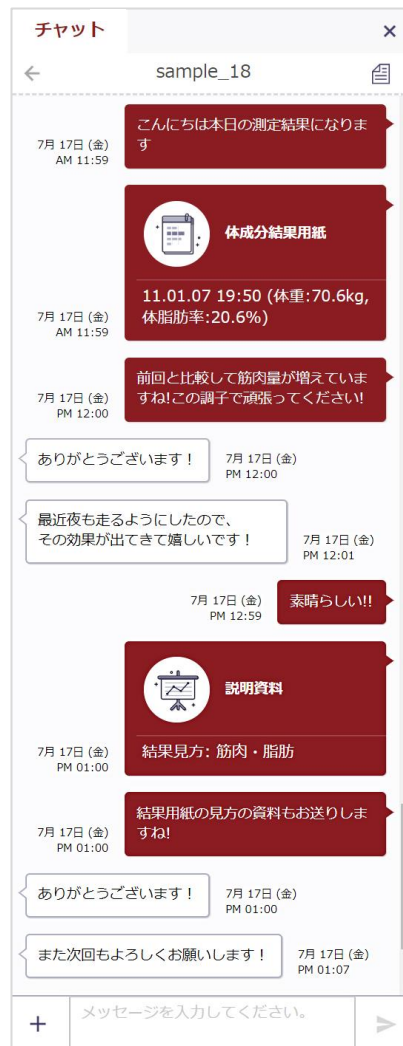 チャット
×
sample_18
こんにちは本日の測定結果になりま
す
7月 17日 (金)
AM 11:59
体成分結果用紙
11.01.07 19:50 (体重:70.6kg,
体脂肪率:20.6%)
7月 17日 (金)
AM 11:59
前回と比較して筋肉量が増えていま
すね!この調子で頑張ってください!
7月 17日 (金)
PM 12:00
ありがとうございます！
7月 17日 (金)
PM 12:00
最近夜も走るようにしたので、
その効果が出てきて嬉しいです！
7月 17日 (金)
PM 12:01
素晴らしい!!
7月 17日 (金)
PM 12:59
説明資料
結果見方: 筋肉・脂肪
7月 17日 (金)
PM 01:00
結果用紙の見方の資料もお送りしま
すね!
7月 17日 (金)
PM 01:00
ありがとうございます！
7月 17日 (金)
PM 01:00
また次回もよろしくお願いします！
7月 17日 (金)
PM 01:07
メッセージを入力してください。